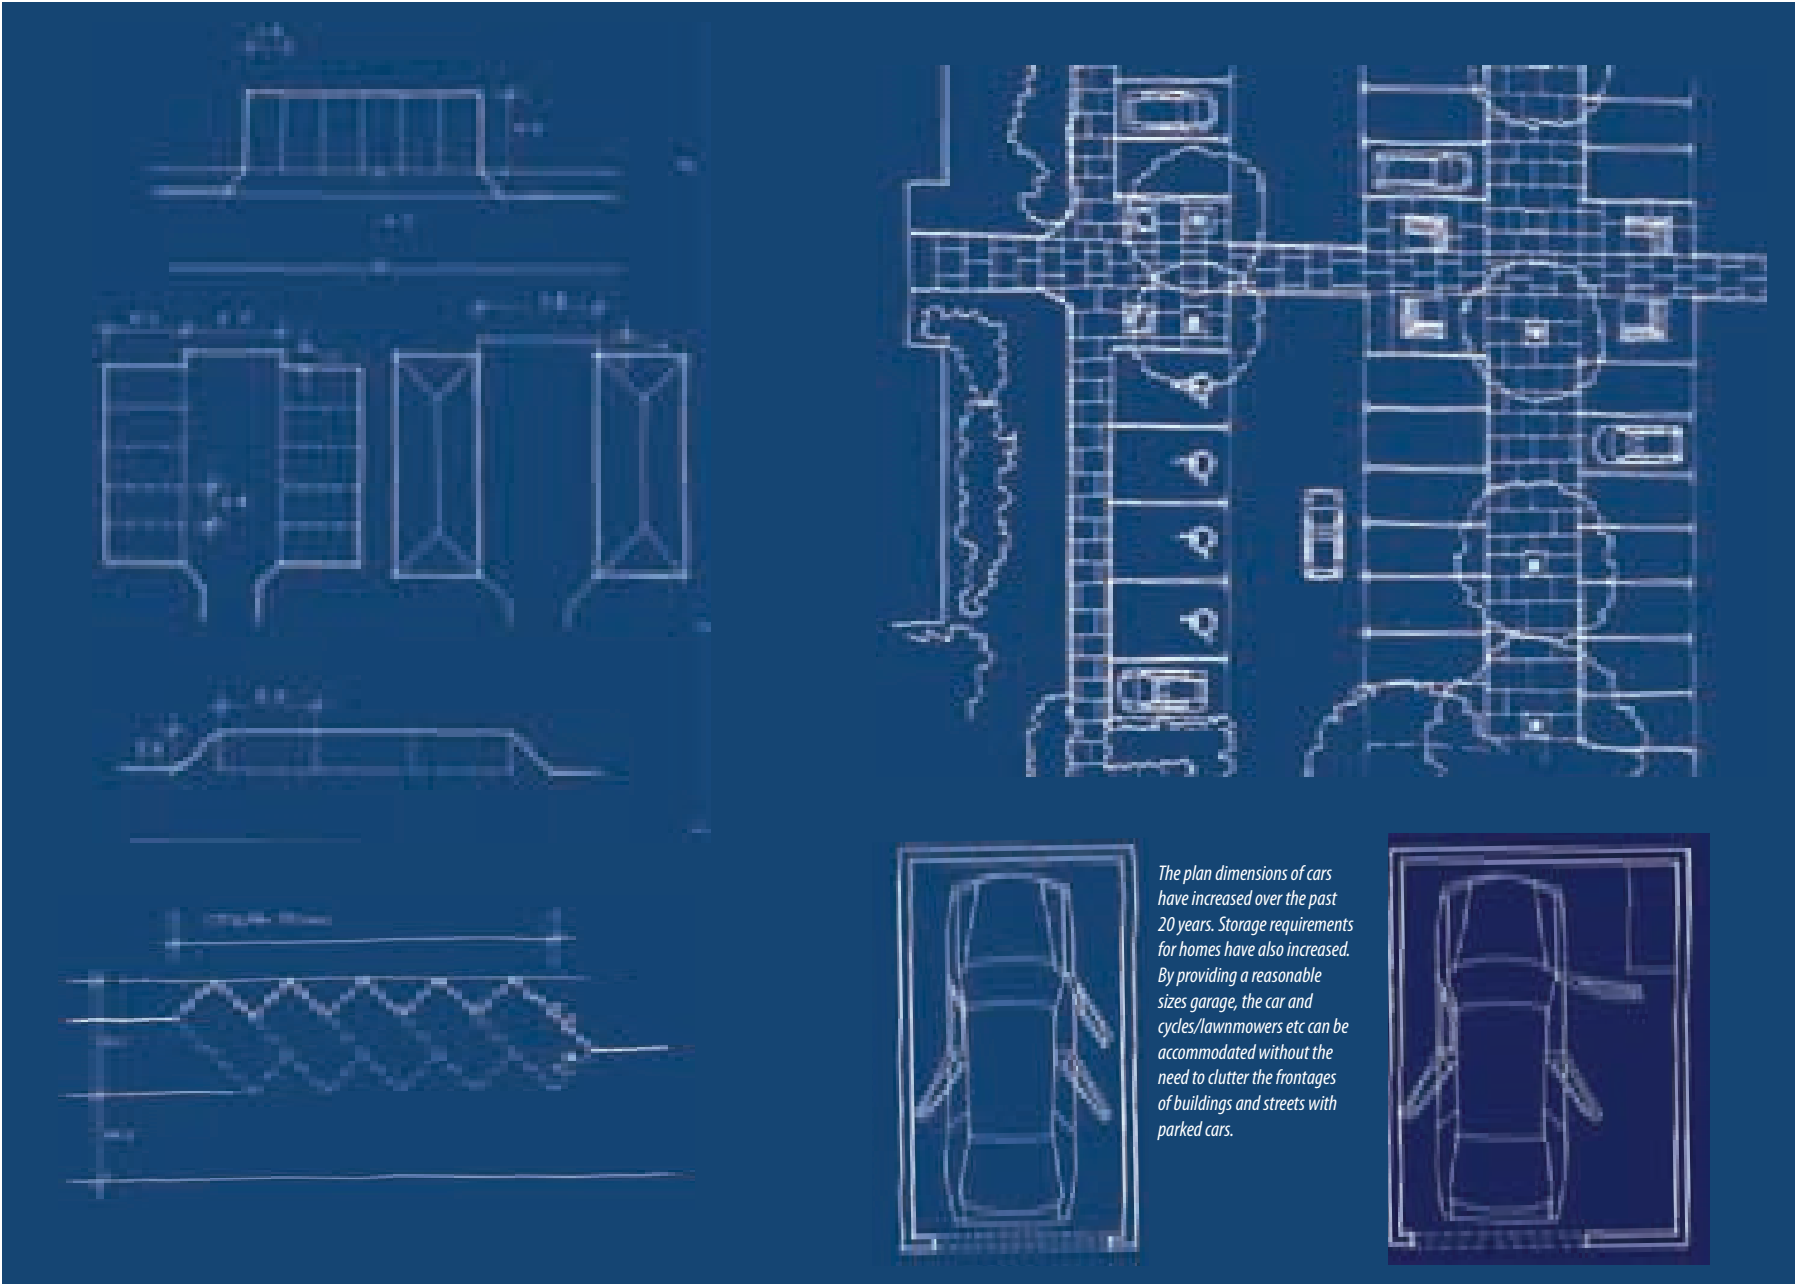 The plan dimensions of cars
have increased over the past
20 years. Storage requirements
for homes have also increased.
By providing a reasonable
sizes garage, the car and
cycles/lawnmowers etc can be
accommodated without the
need to clutter the frontages
of buildings and streets with
parked cars.